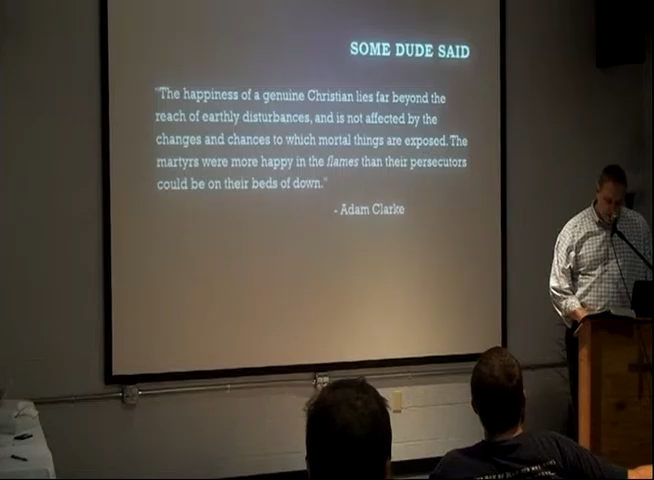 SOME DUDE SAID
"The happiness of a genuine Christian lies far beyond the
reach of earthly disturbances, and is not affected by the
changes and chances to which mortal things are exposed. The
martyrs were more happy in the flames than their persecutors
could be on their beds of down."
- Adam Clarke